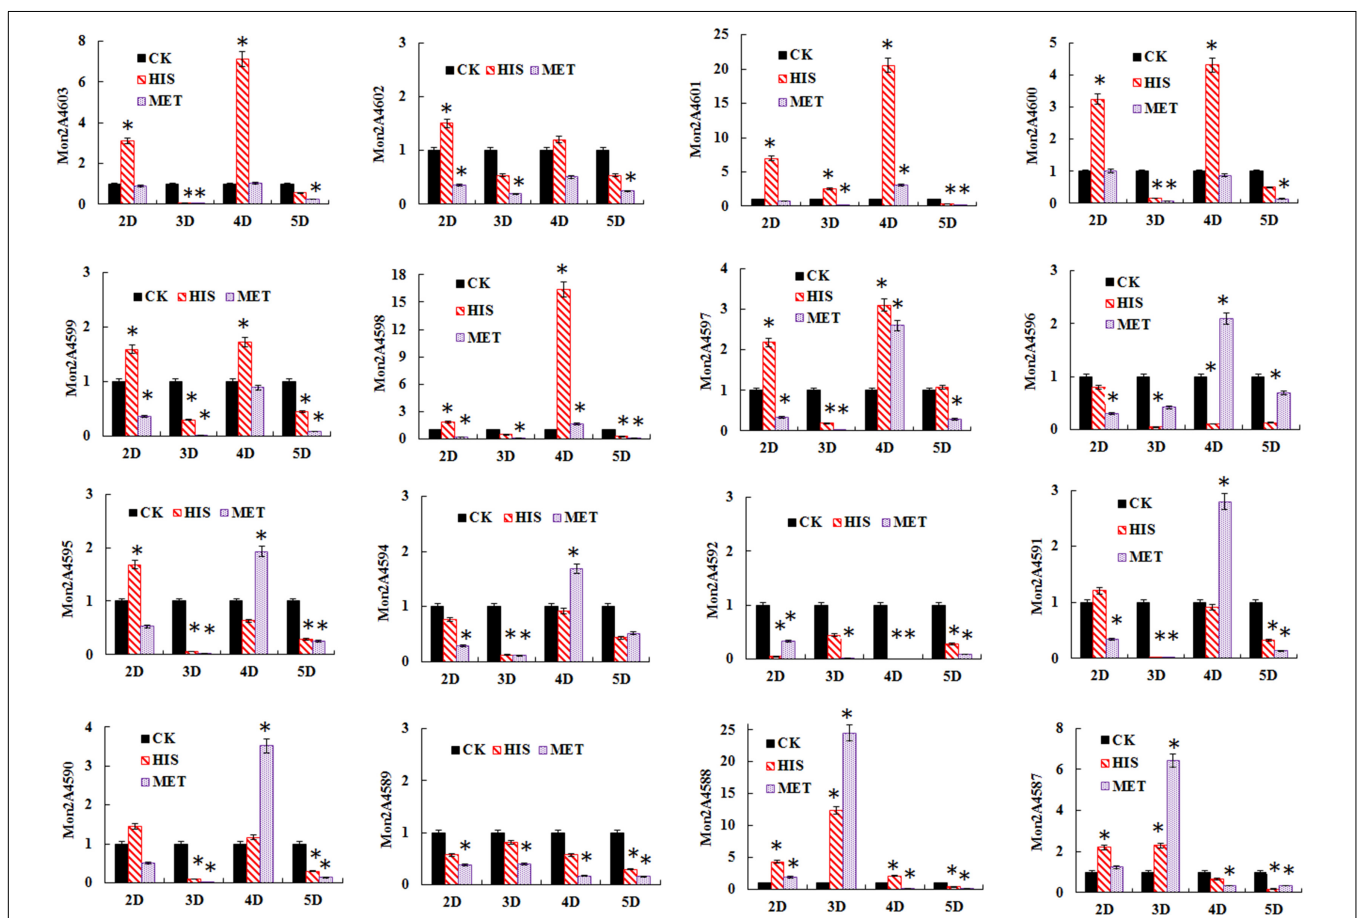 Mon2A4603
8
6
4
2
0
CK
HIS
MET
*
*
**
*
2D 3D 4D 5D
Mon2A4602
3
2
1
0
CK HIS MET
*
*
*
*
2D 3D 4D 5D
Mon2A4601
25
20
15
10
5
0
CK
HIS
MET
*
*
* *
*
**
2D 3D 4D 5D
Mon2A4600
5
4
3
2
1
0
CK
HIS
MET
*
*
**
*
2D 3D 4D 5D
Mon2A4599
3
2
1
0
CK HIS MET
* *
* * * * *
2D 3D 4D 5D
Mon2A4598
18
15
12
9
6
3
0
CK
HIS
MET
*
* * * * * *
2D 3D 4D 5D
Mon2A4597
4
3
2
1
0
CK
HIS
MET
* *
*
* * * *
2D 3D 4D 5D
Mon2A4596
3
2
1
0
CK
HIS
MET
*
* * * *
2D 3D 4D 5D
Mon2A4595
3
2
1
0
CK HIS MET
* *
* * * *
2D 3D 4D 5D
Mon2A4594
3
2
1
0
CK HIS MET
*
* * *
2D 3D 4D 5D
Mon2A4592
3
2
1
0
CK HIS MET
* * * ** * *
2D 3D 4D 5D
Mon2A4591
3
2
1
0
CK
HIS
MET
*
* ** * *
2D 3D 4D 5D
Mon2A4590
4
3
2
1
0
CK
HIS
MET
*
* * * *
2D 3D 4D 5D
Mon2A4589
3
2
1
0
CK HIS MET
* * * * *
2D 3D 4D 5D
Mon2A4588
25
20
15
10
5
0
CK
HIS
MET
*
*
* * * * * *
2D 3D 4D 5D
Mon2A4587
8
6
4
2
0
CK
HIS
MET
*
* *
* * *
2D 3D 4D 5D